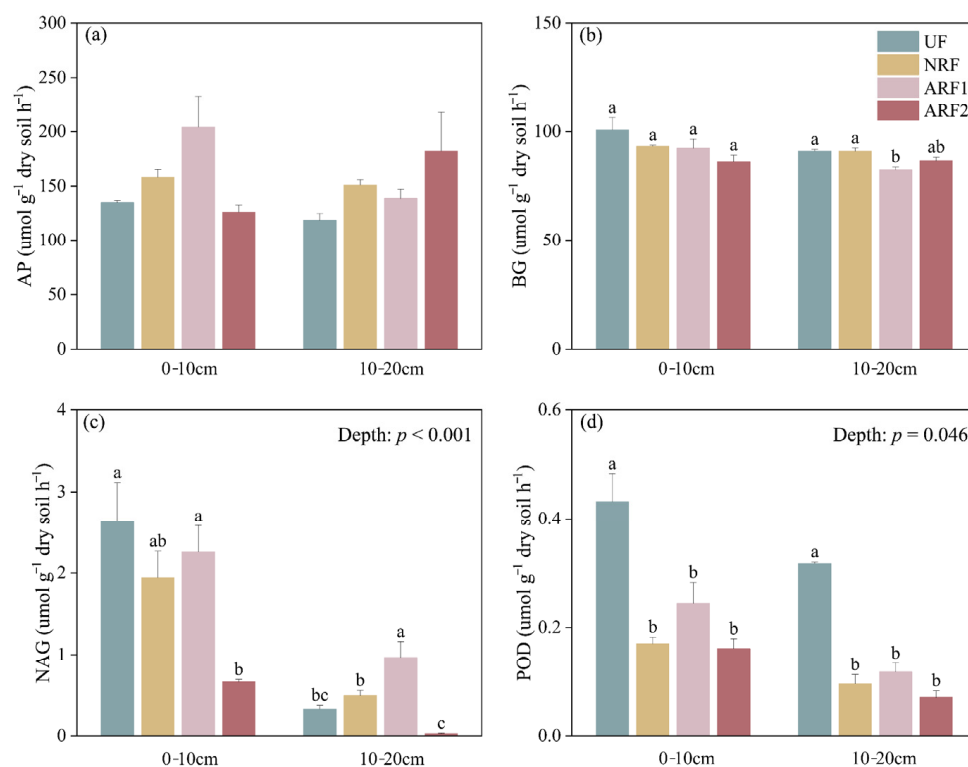 (a)
300
250
200
150
100
50
0
AP (umol g⁻¹ dry soil h⁻¹)
0-10cm
10-20cm
(b)
UF
NRF
ARF1
ARF2
150
100
50
0
BG (umol g⁻¹ dry soil h⁻¹)
a
a
a
a
a
a
b
ab
0-10cm
10-20cm
(c)
Depth: p < 0.001
4
3
2
1
0
NAG (umol g⁻¹ dry soil h⁻¹)
a
ab
a
b
bc
b
a
c
0-10cm
10-20cm
(d)
Depth: p = 0.046
0.6
0.4
0.2
0.0
POD (umol g⁻¹ dry soil h⁻¹)
a
b
b
b
a
b
b
b
0-10cm
10-20cm